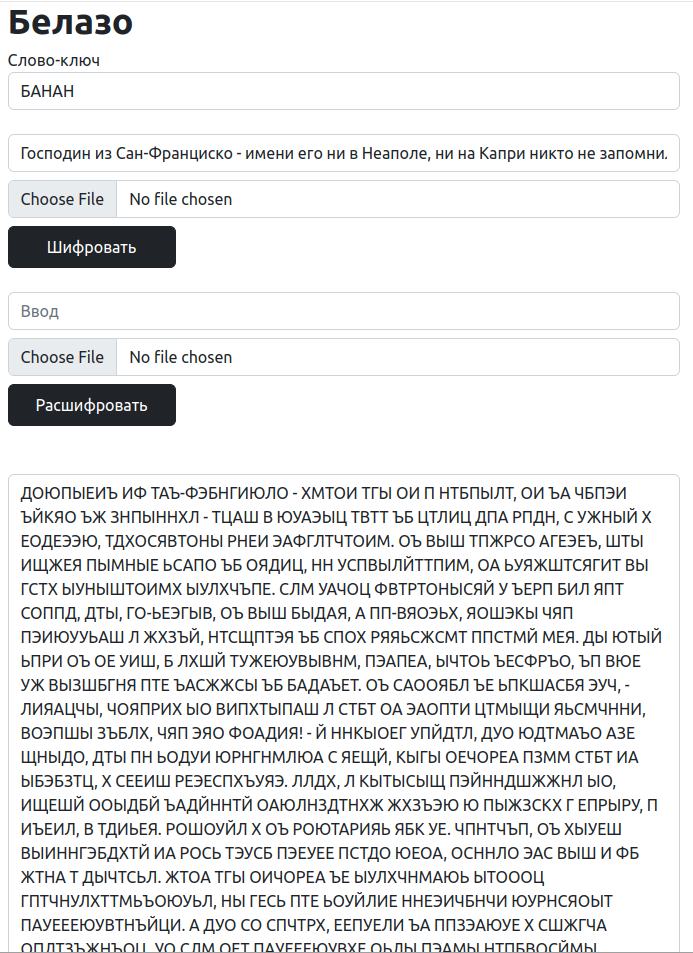 Белазо
Слово-ключ
БАНАН
Господин из Сан-Франциско - имени его ни в Неаполе, ни на Капри никто не запомнил
Choose File No file chosen
Шифровать
Ввод
Choose File No file chosen
Расшифровать
ДОЮПЫЕИЪ ИФ ТАЪ-ФЭБНГИЮЛО - ХМТОИ ТГЫ ОИ П НТБПЫЛТ, ОИ ЪА ЧБПЭИ
ЪЙКЯО ЪЖ ЗНПЫННХЛ - ТЦАШ В ЮУАЭЫЦ ТВТТ ЪБ ЦТЛИЦ ДПА РПДН, С УЖНЫЙ Х
ЕОДЕЭЭЮ, ТДХОСЯВТОНЫ РНЕИ ЭАФГЛТЧТОИМ. ОЪ ВЫШ ТПЖРСО АГЕЭЕЪ, ШТЫ
ИЩЖЕЯ ПЫМНЫЕ ЬСАПО ЪБ ОЯДИЦ, НН УСПВЫЛЙТТПИМ, ОА ЬУЯЖШТСЯГИТ ВЫ
ГСТХ ЫУНЫШТОИМХ ЫУЛХЧЪПЕ. СЛМ УАЧОЦ ФВТРТОНЫСЯЙ У ЪЕРП БИЛ ЯПТ
СОППД, ДТЫ, ГО-ЬЕЭГЫВ, ОЪ ВЫШ БЫДАЯ, А ПП-ВЯОЭЬХ, ЯОШЭКЫ ЧЯП
ПЭИЮУУЬАШ Л ЖХЗЪЙ, НТСЩПТЭЯ ЪБ СПОХ РЯЯЬСЖСМТ ППСТМЙ МЕЯ. ДЫ ЮТЫЙ
ЬПРИ ОЪ ОЕ УИШ, Б ЛХШЙ ТУЖЕЮУВЫВНМ, ПЭАПЕА, ЫЧТОЬ ЪЕСФРЪО, ЪП ВЮЕ
УЖ ВЫЗШБГНЯ ПТЕ ЪАСЖЖСЫ ЪБ БАДАЪЕТ. ОЪ САООЯБЛ ЪЕ ЬПКШАСБЯ ЭУЧ, -
ЛИЯАЦЧЫ, ЧОЯПРИХ ЫО ВИПХТЫПАШ Л СТБТ ОА ЭАОПТИ ЦТМЫЩИ ЯЬСМЧННИ,
ВОЭПШЫ ЗЪБЛХ, ЧЯП ЭЯО ФОАДИЯ! - Й ННКЫОЕГ УПЙДТЛ, ДУО ЮДТМАЪО АЗЕ
ЩНЫДО, ДТЫ ПН ЬОДУИ ЮРНГНМЛЮА С ЯЕЩЙ, КЫГЫ ОЕЧОРЕА ПЗММ СТБТ ИА
ЫБЭБЗТЦ, Х СЕЕИШ РЕЭЕСПХЪУЯЭ. ЛЛДХ, Л КЫТЫСЫЩ ПЭЙННДШЖЖНЛ ЫО,
ИЩЕШЙ ООЫДБЙ ЪАДЙННТЙ ОАЮЛНЗДТНХЖ ЖХЗЪЭЮ Ю ПЫЖЗСКХ Г ЕПРЫРУ, П
ИЪЕИЛ, В ТДИЬЕЯ. РОШОУЙЛ Х ОЪ РОЮТАРИЯЬ ЯБК УЕ. ЧПНТЧЪП, ОЪ ХЫУЕШ
ВЫИННГЭБДХТЙ ИА РОСЬ ТЭУСБ ПЭЕУЕЕ ПСТДО ЮЕОА, ОСННЛО ЭАС ВЫШ И ФБ
ЖТНА Т ДЫЧТСЬЛ. ЖТОА ТГЫ ОИЧОРЕА ЪЕ ЫУЛХЧНМАЮЬ ЫТОООЦ
ГПТЧНУЛХТТМЬЪОЮУЬЛ, НЫ ГЕСЬ ПТЕ ЬОУЙЛИЕ ННЕЭИЧБНЧИ ЮУРНСЯОЫТ
ПАУЕЕЕЮУВТНЪЙЦИ. А ДУО СО СПЧТРХ, ЕЕПУЕЛИ ЪА ППЗЭАЮУЕ Х СШЖГЧА